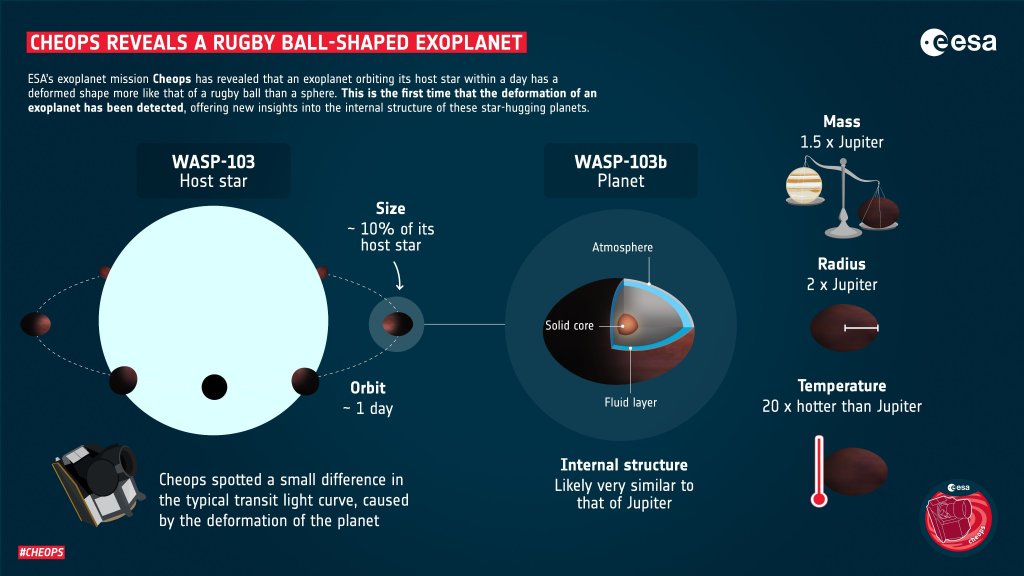 CHEOPS REVEALS A RUGBY BALL-SHAPED EXOPLANET
esa
ESA's exoplanet mission Cheops has revealed that an exoplanet orbiting its host star within a day has a
deformed shape more like that of a rugby ball than a sphere. This is the first time that the deformation of an
exoplanet has been detected, offering new insights into the internal structure of these star-hugging planets.
WASP-103
Host star
Size
~ 10% of its
host star
Orbit
~ 1 day
WASP-103b
Planet
Atmosphere
Solid core
Fluid layer
Internal structure
Likely very similar to
that of Jupiter
Mass
1.5 x Jupiter
Radius
2 x Jupiter
Temperature
20 x hotter than Jupiter
Cheops spotted a small difference in
the typical transit light curve, caused
by the deformation of the planet
#CHEOPS
esa
cheops